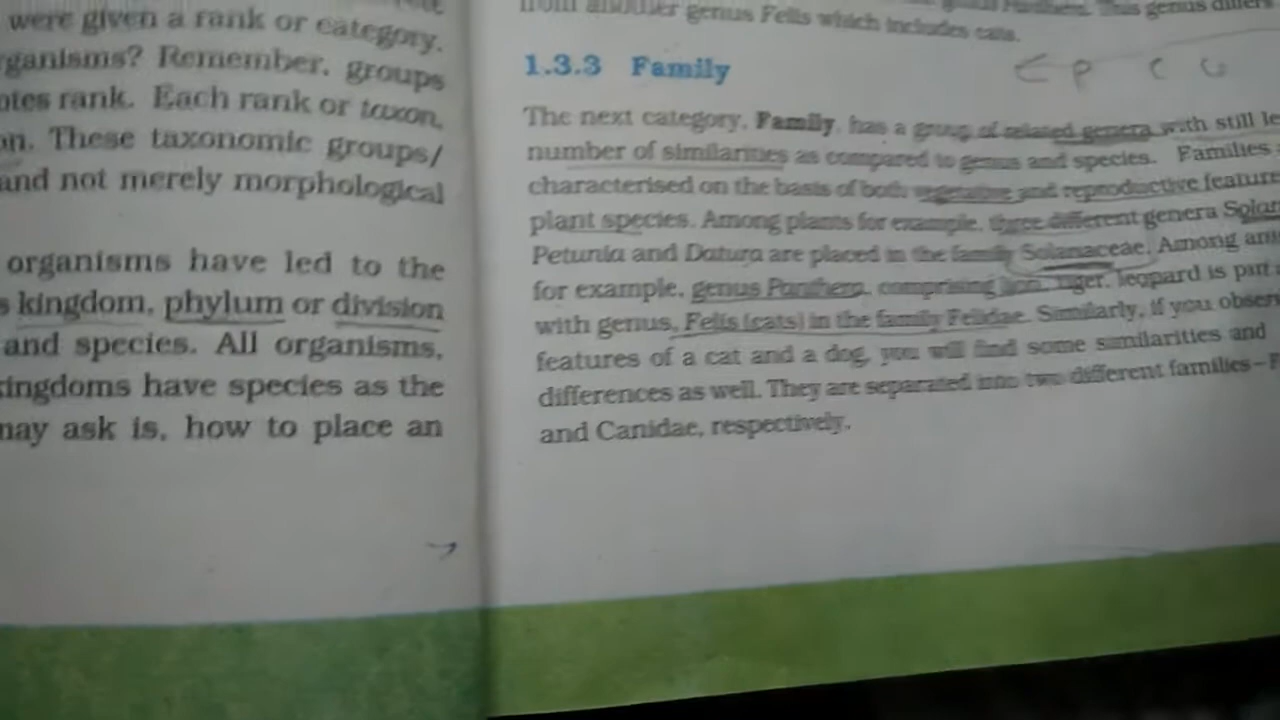 were given a rank or category.
rganisms? Remember, groups
otes rank. Each rank or taxon,
on. These taxonomic groups/
and not merely morphological
organisms have led to the
s kingdom, phylum or division
and species. All organisms,
kingdoms have species as the
may ask is, how to place an
from another genus Felis which includes cats.
1.3.3 Family
The next category, Family, has a group of related genera with still le
number of similarities as compared to genus and species. Families
characterised on the basis of both vegetative and reproductive feature
plant species. Among plants for example, three different genera Solan
Petunia and Datura are placed in the family Solanaceae. Among ani
for example, genus Panthera, comprising lion, tiger, leopard is put
with genus, Felis (cats) in the family Felidae. Similarly, if you observ
features of a cat and a dog, you will find some similarities and
differences as well. They are separated into two different families – F
and Canidae, respectively.